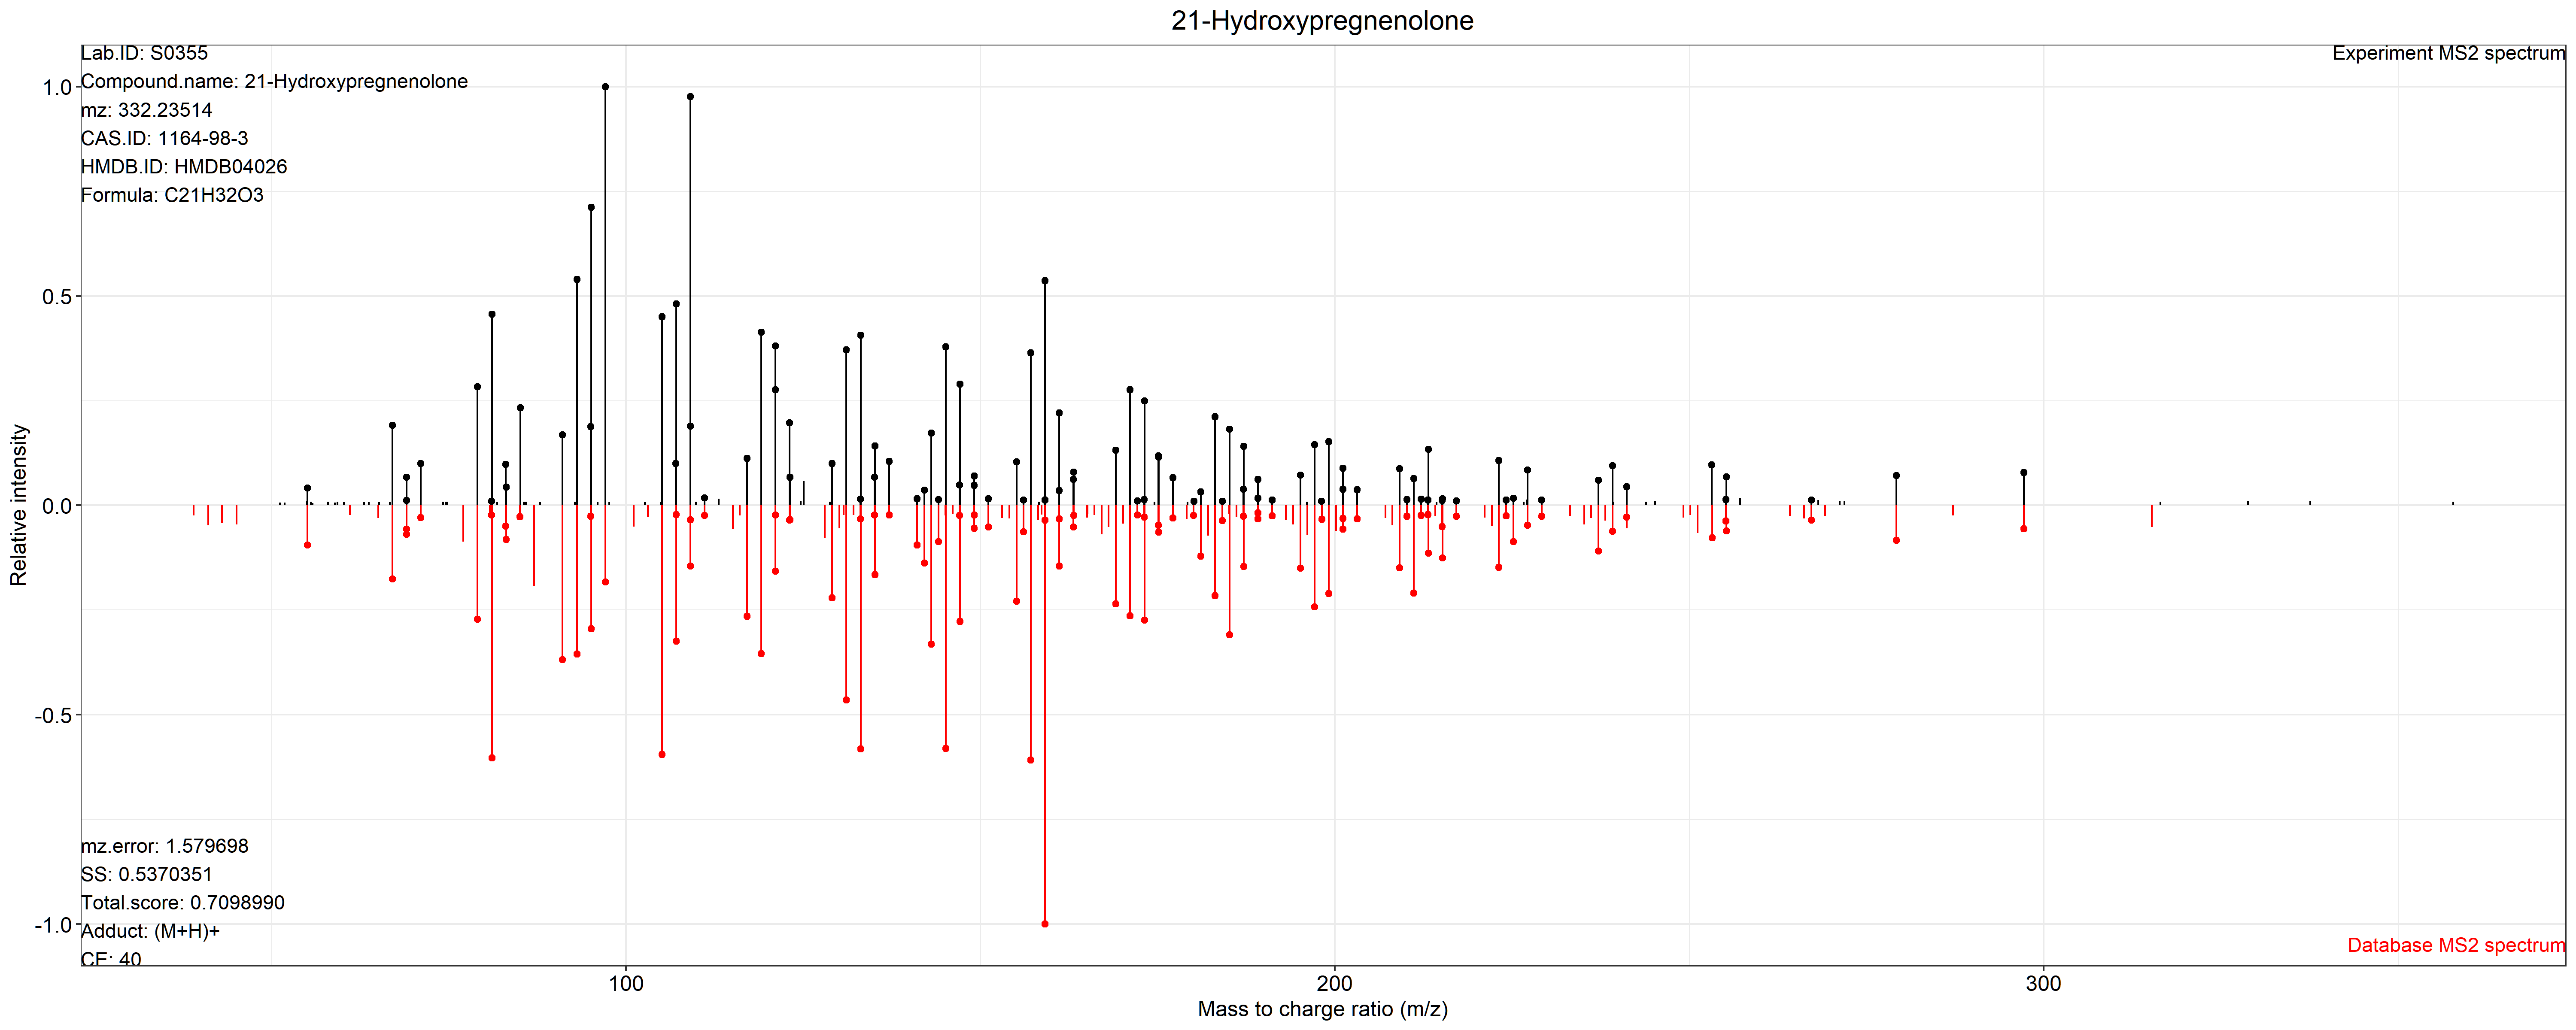 21-Hydroxypregnenolone
Lab.ID: S0355
Experiment MS2 spectrum
Compound.name: 21-Hydroxypregnenolone
mz: 332.23514
CAS.ID: 1164-98-3
HMDB.ID: HMDB04026
Formula: C21H32O3
1.0
0.5
0.0
-0.5
-1.0
Relative intensity
mz.error: 1.579698
SS: 0.5370351
Total.score: 0.7098990
Adduct: (M+H)+
CE: 40
Database MS2 spectrum
100
200
300
Mass to charge ratio (m/z)